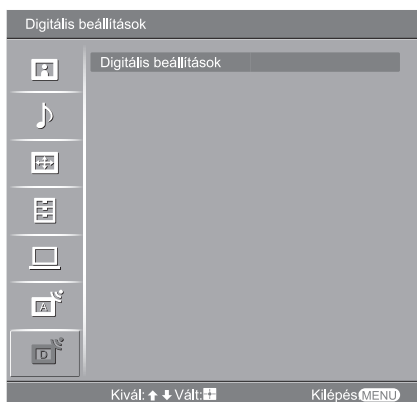 Digitális beállítások
Digitális beállítások
A
D
Kivál: ↑ ↓ Vált: Kilépés MENU